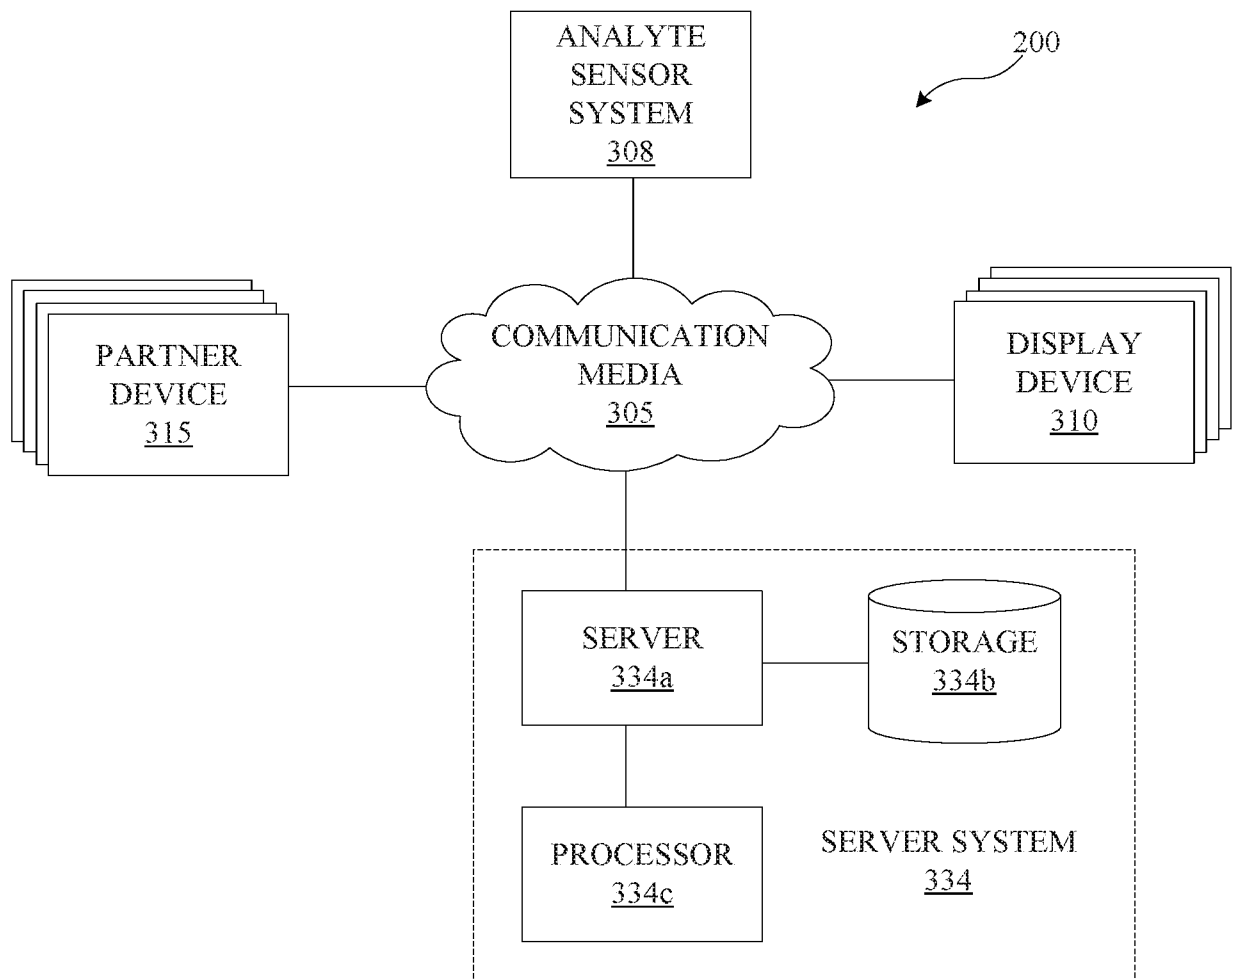 ANALYTE
SENSOR
SYSTEM
308
200
PARTNER
DEVICE
315
COMMUNICATION
MEDIA
305
DISPLAY
DEVICE
310
SERVER
334a
STORAGE
334b
PROCESSOR
334c
SERVER SYSTEM
334